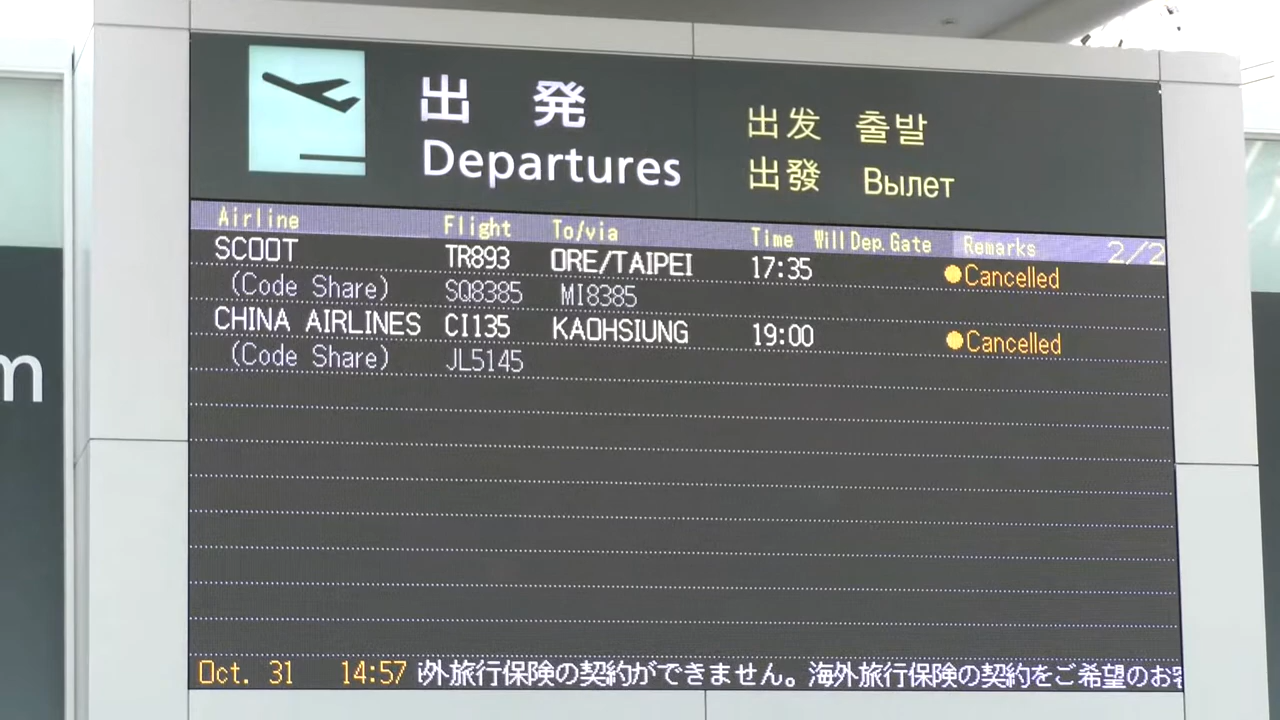 出 発
Departures
出发 출발
出發 Вылет
Airline Flight To/via Time Will Dep. Gate Remarks 2/2
SCOOT TR893 ORE/TAIPEI 17:35 Cancelled
(Code Share) SQ8385 MI8385
CHINA AIRLINES CI135 KAOHSIUNG 19:00 Cancelled
(Code Share) JL5145
m
Oct. 31 14:57 外旅行保険の契約ができません。海外旅行保険の契約をご希望のお